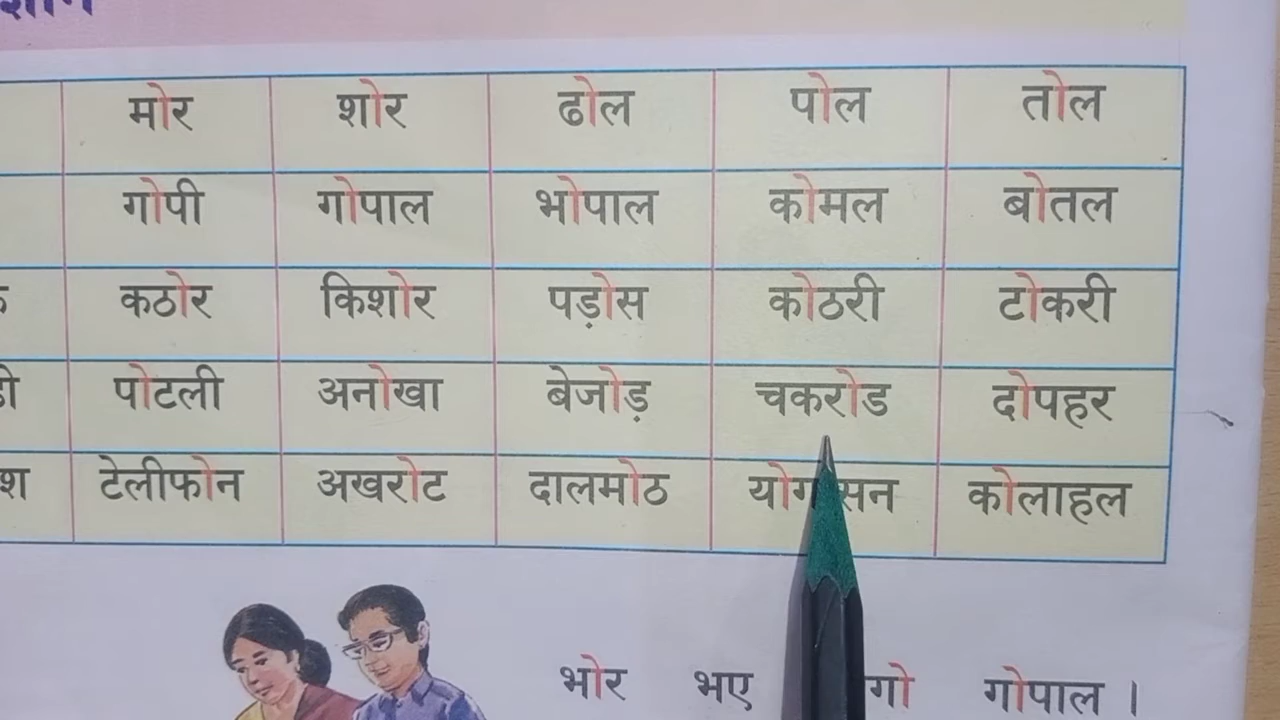 मोर शोर ढोल पोल तोल
गोपी गोपाल भोपाल कोमल बोतल
कठोर किशोर पड़ोस कोठरी टोकरी
पोटली अनोखा बेजोड़ चकरोड दोपहर
टेलीफोन अखरोट दालमोठ कोलाहल
भोर भए गोपाल ।